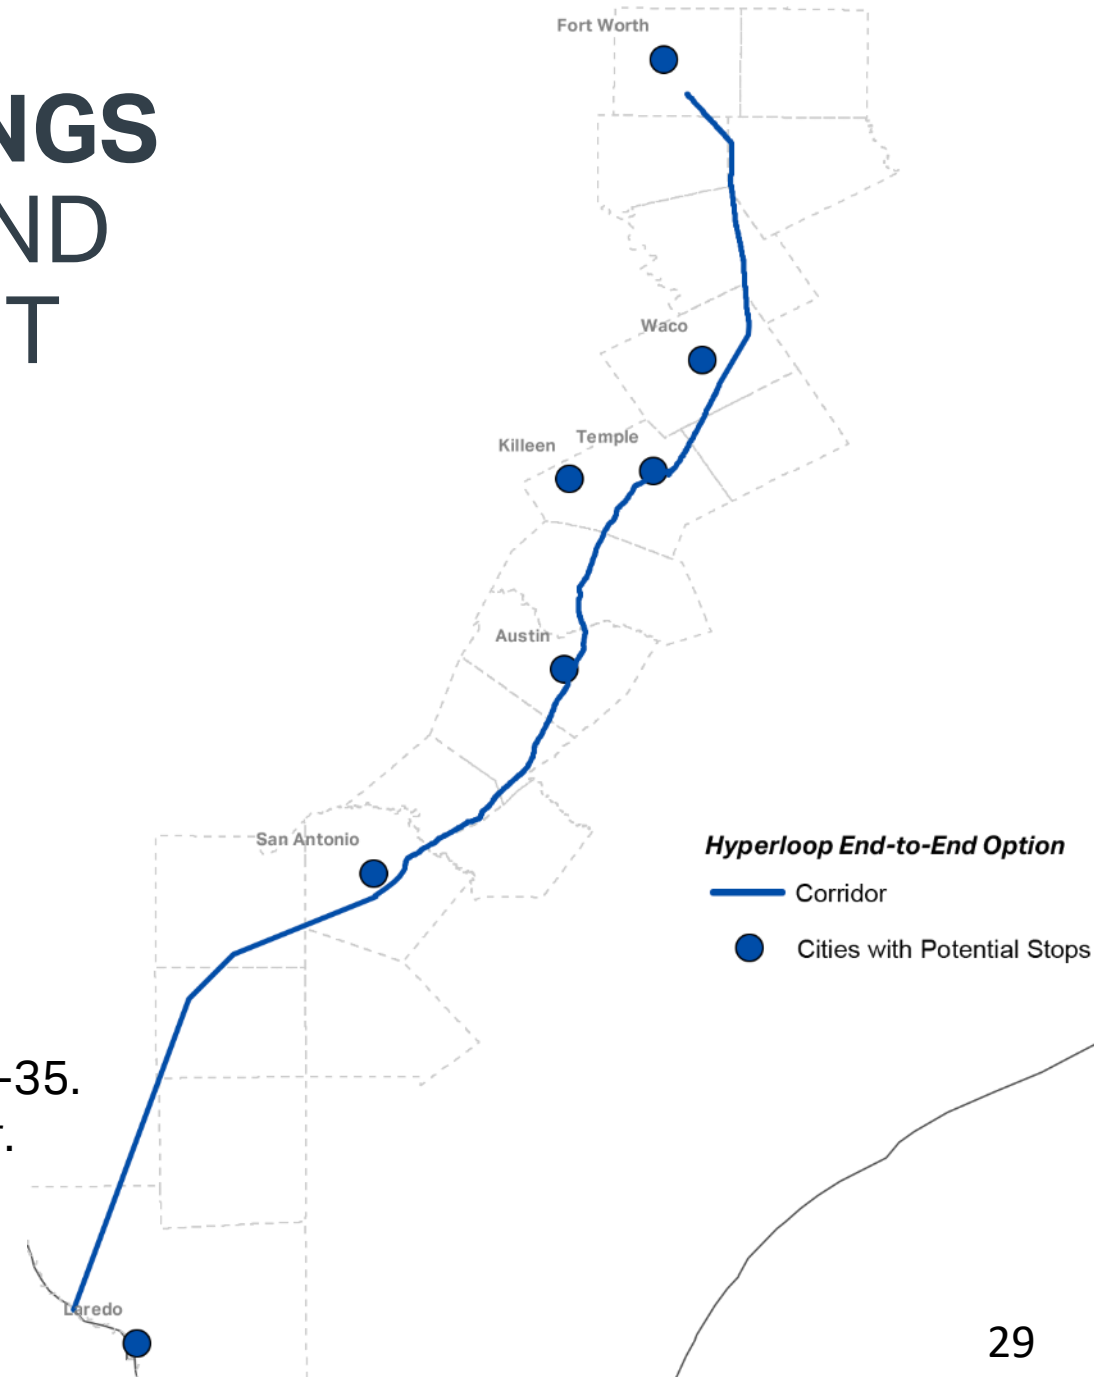 NGS
ND
T
Fort Worth
Waco
Killeen
Temple
Austin
San Antonio
Hyperloop End-to-End Option
Corridor
Cities with Potential Stops
-35.
Laredo
29